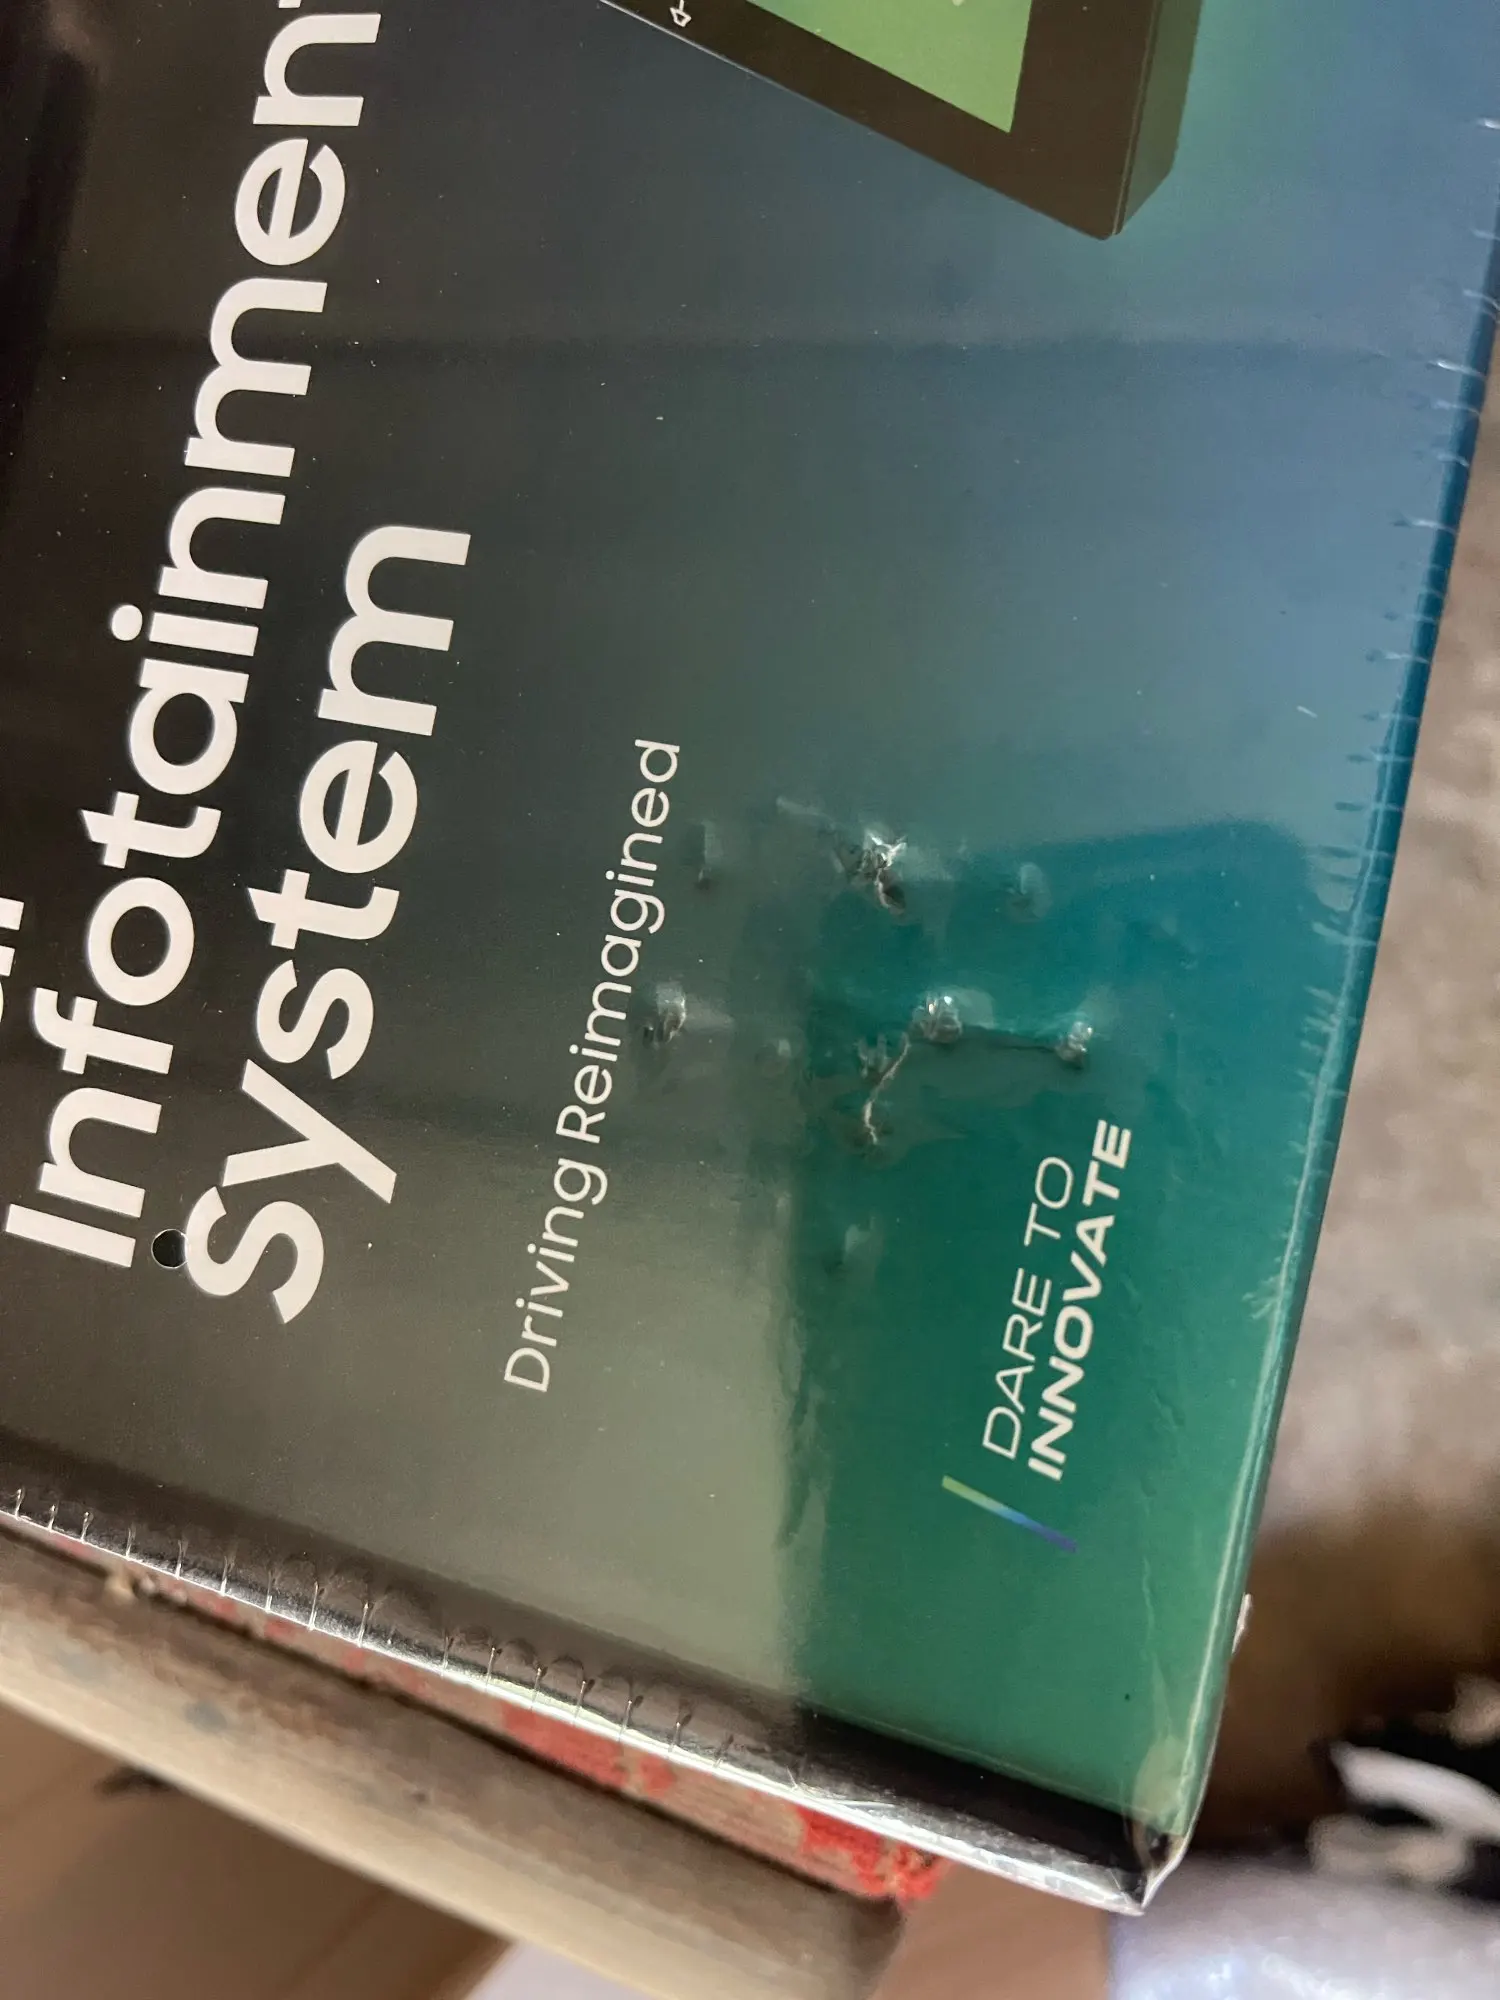 Infotainment
System
Driving Reimagined
DARE TO
INNOVATE